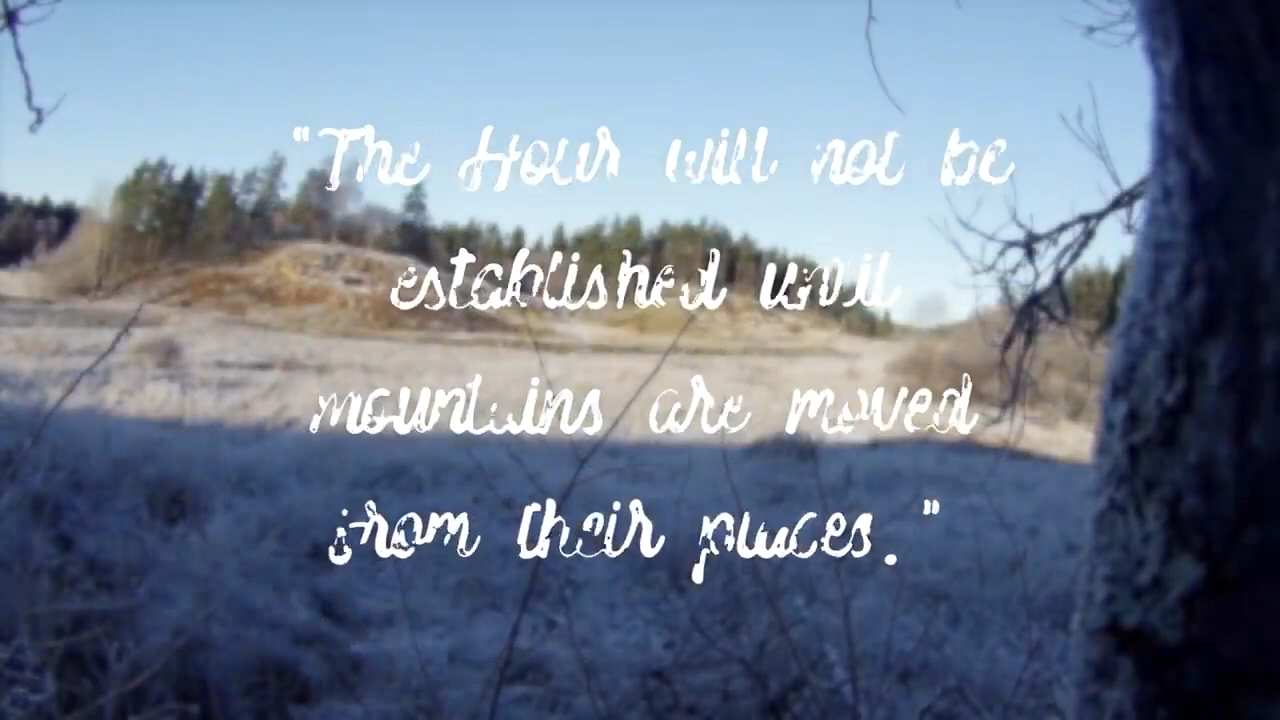 "The Hour will not be
established until
mountains are moved
from their places."